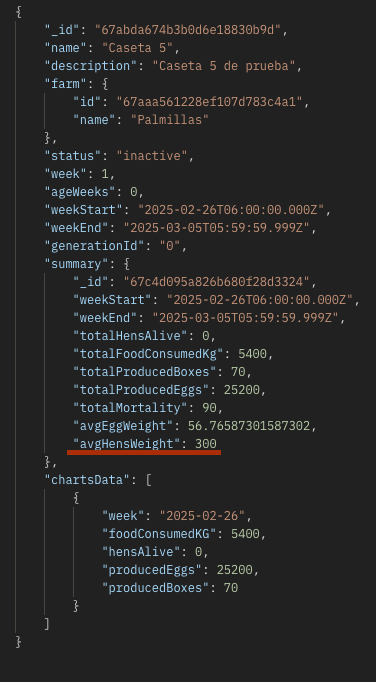 {
"_id": "67abda674b3b0d6e18830b9d",
"name": "Caseta 5",
"description": "Caseta 5 de prueba",
"farm": {
"id": "67aaa561228ef107d783c4a1",
"name": "Palmillas"
},
"status": "inactive",
"week": 1,
"ageWeeks": 0,
"weekStart": "2025-02-26T06:00:00.000Z",
"weekEnd": "2025-03-05T05:59:59.999Z",
"generationId": "0",
"summary": {
"_id": "67c4d095a826b680f28d3324",
"weekStart": "2025-02-26T06:00:00.000Z",
"weekEnd": "2025-03-05T05:59:59.999Z",
"totalHensAlive": 0,
"totalFoodConsumedKg": 5400,
"totalProducedBoxes": 70,
"totalProducedEggs": 25200,
"totalMortality": 90,
"avgEggWeight": 56.76587301587302,
"avgHensWeight": 300
},
"chartsData": [
{
"week": "2025-02-26",
"foodConsumedKG": 5400,
"hensAlive": 0,
"producedEggs": 25200,
"producedBoxes": 70
}
]
}